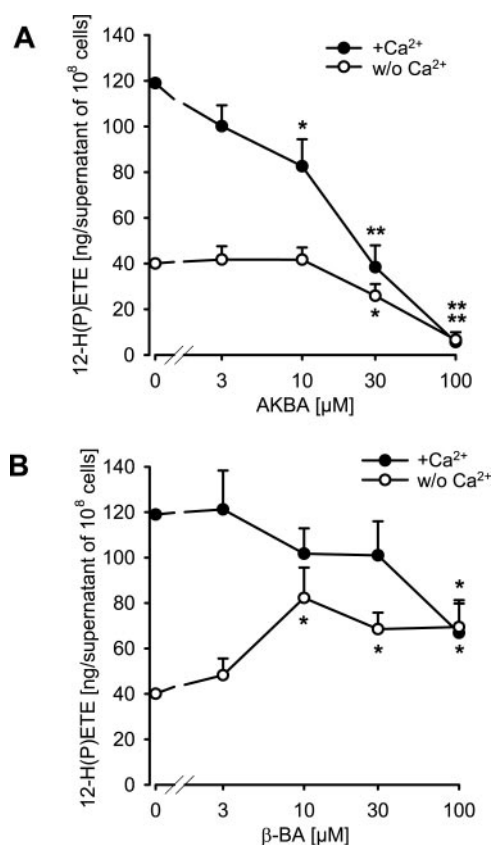 A
+Ca²⁺
w/o Ca²⁺
12-H(P)ETE [ng/supernatant of 10⁸ cells]
140
120
100
80
60
40
20
0
*
**
*
**
**
0 3 10 30 100
AKBA [µM]
B
+Ca²⁺
w/o Ca²⁺
12-H(P)ETE [ng/supernatant of 10⁸ cells]
140
120
100
80
60
40
20
0
*
*
*
*
0 3 10 30 100
β-BA [µM]